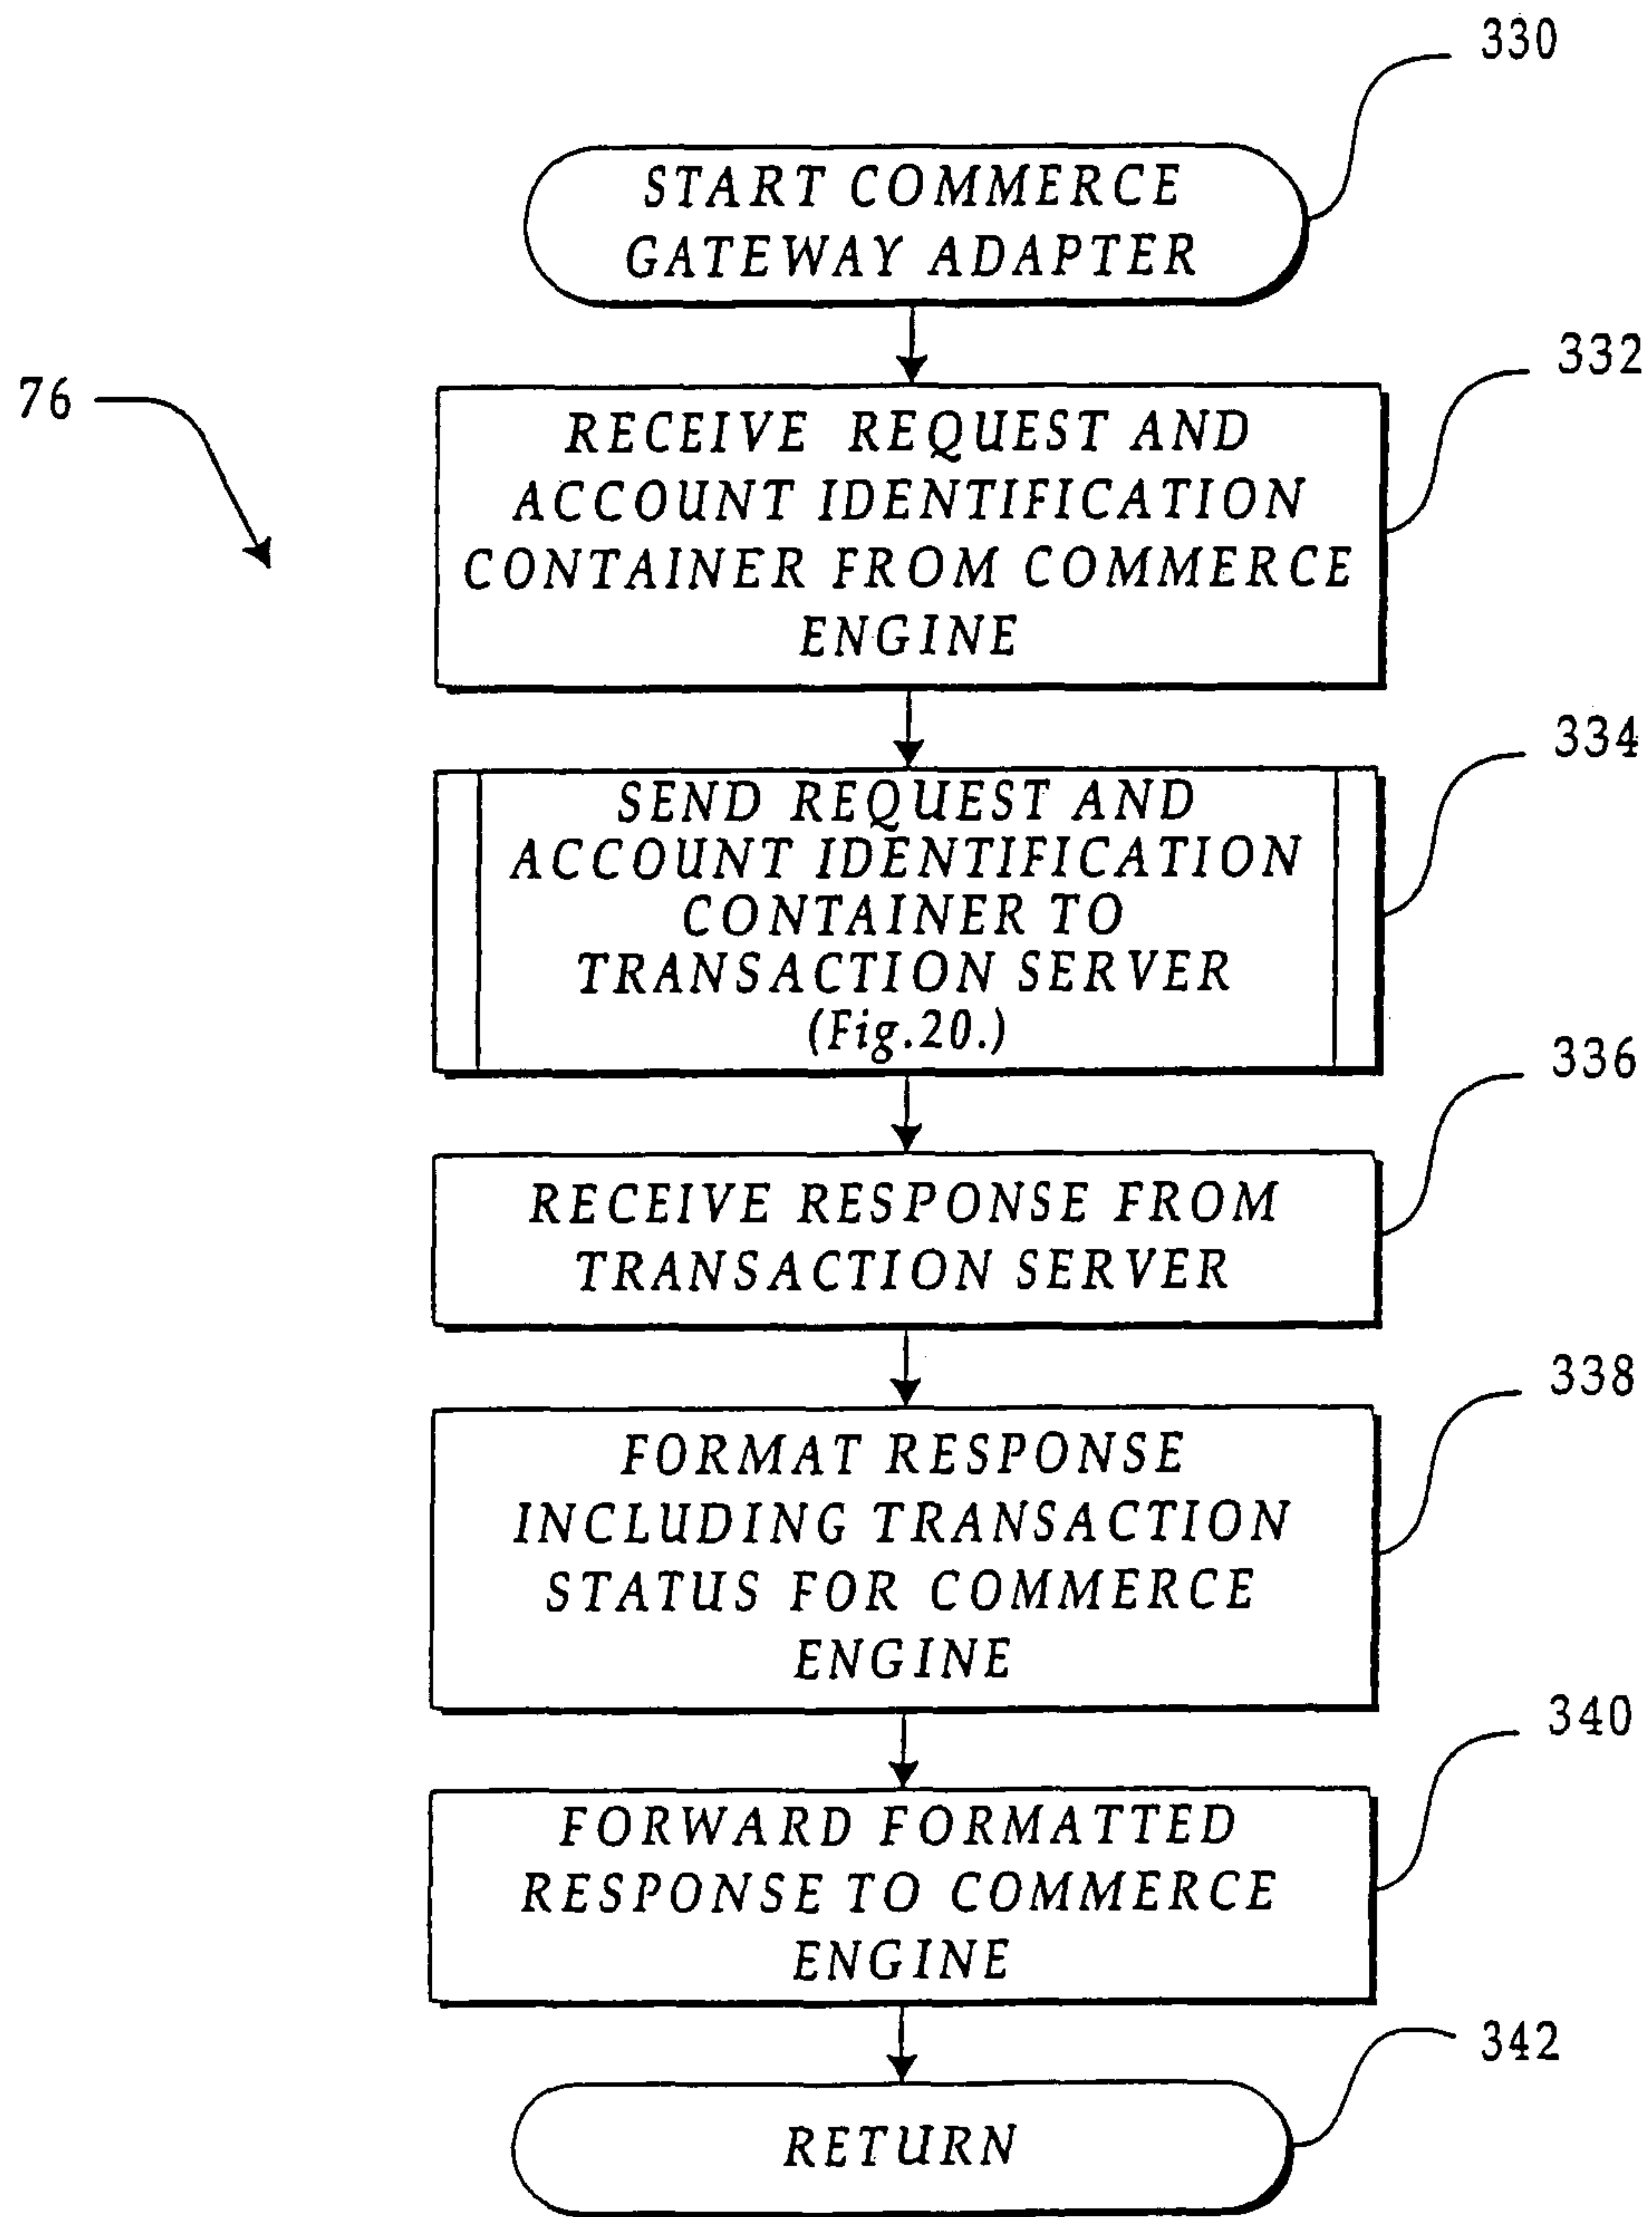 330
START COMMERCE
GATEWAY ADAPTER
332
76
RECEIVE REQUEST AND
ACCOUNT IDENTIFICATION
CONTAINER FROM COMMERCE
ENGINE
334
SEND REQUEST AND
ACCOUNT IDENTIFICATION
CONTAINER TO
TRANSACTION SERVER
(Fig.20.)
336
RECEIVE RESPONSE FROM
TRANSACTION SERVER
338
FORMAT RESPONSE
INCLUDING TRANSACTION
STATUS FOR COMMERCE
ENGINE
340
FORWARD FORMATTED
RESPONSE TO COMMERCE
ENGINE
342
RETURN